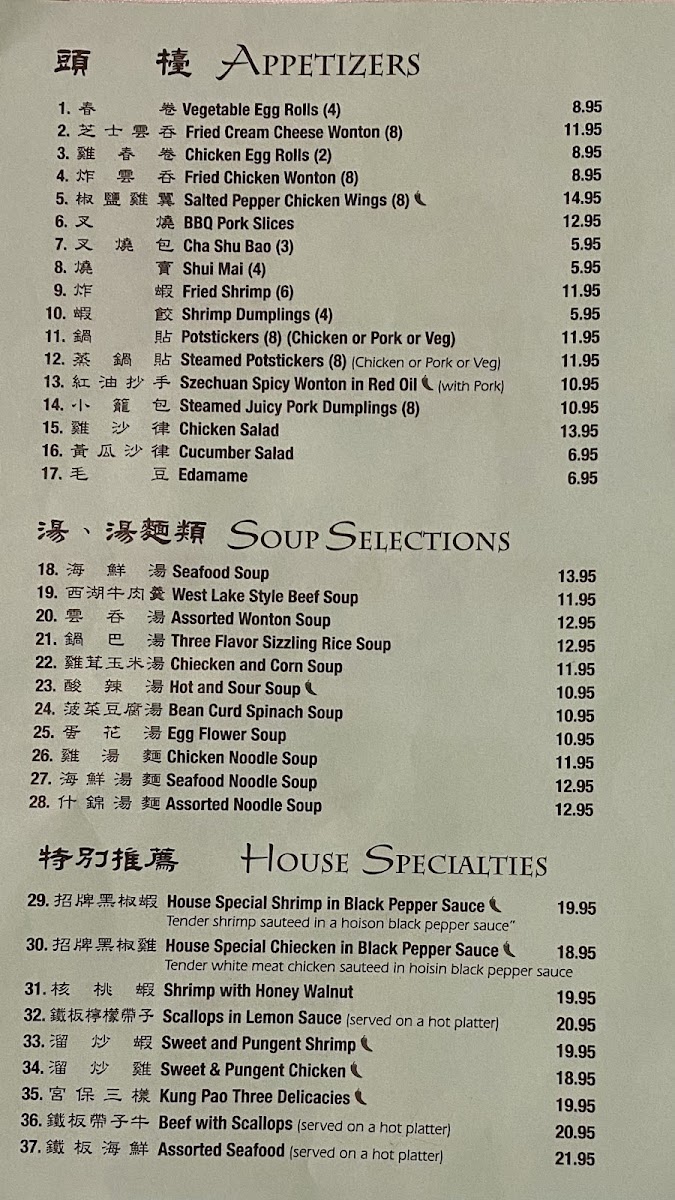 頭檯 APPETIZERS
1. 春卷 Vegetable Egg Rolls (4) 8.95
2. 芝士雲吞 Fried Cream Cheese Wonton (8) 11.95
3. 雞春卷 Chicken Egg Rolls (2) 8.95
4. 炸雲吞 Fried Chicken Wonton (8) 8.95
5. 椒鹽雞翼 Salted Pepper Chicken Wings (8) 14.95
6. 叉燒 BBQ Pork Slices 12.95
7. 叉燒包 Cha Shu Bao (3) 5.95
8. 燒賣 Shui Mai (4) 5.95
9. 炸蝦 Fried Shrimp (6) 11.95
10. 蝦餃 Shrimp Dumplings (4) 5.95
11. 鍋貼 Potstickers (8) (Chicken or Pork or Veg) 11.95
12. 蒸鍋貼 Steamed Potstickers (8) (Chicken or Pork or Veg) 11.95
13. 紅油抄手 Szechuan Spicy Wonton in Red Oil (with Pork) 10.95
14. 小籠包 Steamed Juicy Pork Dumplings (8) 10.95
15. 雞沙律 Chicken Salad 13.95
16. 黃瓜沙律 Cucumber Salad 6.95
17. 毛豆 Edamame 6.95
湯、湯麵類 SOUP SELECTIONS
18. 海鮮湯 Seafood Soup 13.95
19. 西湖牛肉羹 West Lake Style Beef Soup 11.95
20. 雲吞湯 Assorted Wonton Soup 12.95
21. 鍋巴湯 Three Flavor Sizzling Rice Soup 12.95
22. 雞茸玉米湯 Chiecken and Corn Soup 11.95
23. 酸辣湯 Hot and Sour Soup 10.95
24. 菠菜豆腐湯 Bean Curd Spinach Soup 10.95
25. 蛋花湯 Egg Flower Soup 10.95
26. 雞湯麵 Chicken Noodle Soup 11.95
27. 海鮮湯麵 Seafood Noodle Soup 12.95
28. 什錦湯麵 Assorted Noodle Soup 12.95
特別推薦 HOUSE SPECIALTIES
29. 招牌黑椒蝦 House Special Shrimp in Black Pepper Sauce 19.95
Tender shrimp sauteed in a hoison black pepper sauce”
30. 招牌黑椒雞 House Special Chiecken in Black Pepper Sauce 18.95
Tender white meat chicken sauteed in hoisin black pepper sauce
31. 核桃蝦 Shrimp with Honey Walnut 19.95
32. 鐵板檸檬帶子 Scallops in Lemon Sauce (served on a hot platter) 20.95
33. 溜炒蝦 Sweet and Pungent Shrimp 19.95
34. 溜炒雞 Sweet & Pungent Chicken 18.95
35. 宮保三樣 Kung Pao Three Delicacies 19.95
36. 鐵板帶子牛 Beef with Scallops (served on a hot platter) 20.95
37. 鐵板海鮮 Assorted Seafood (served on a hot platter) 21.95